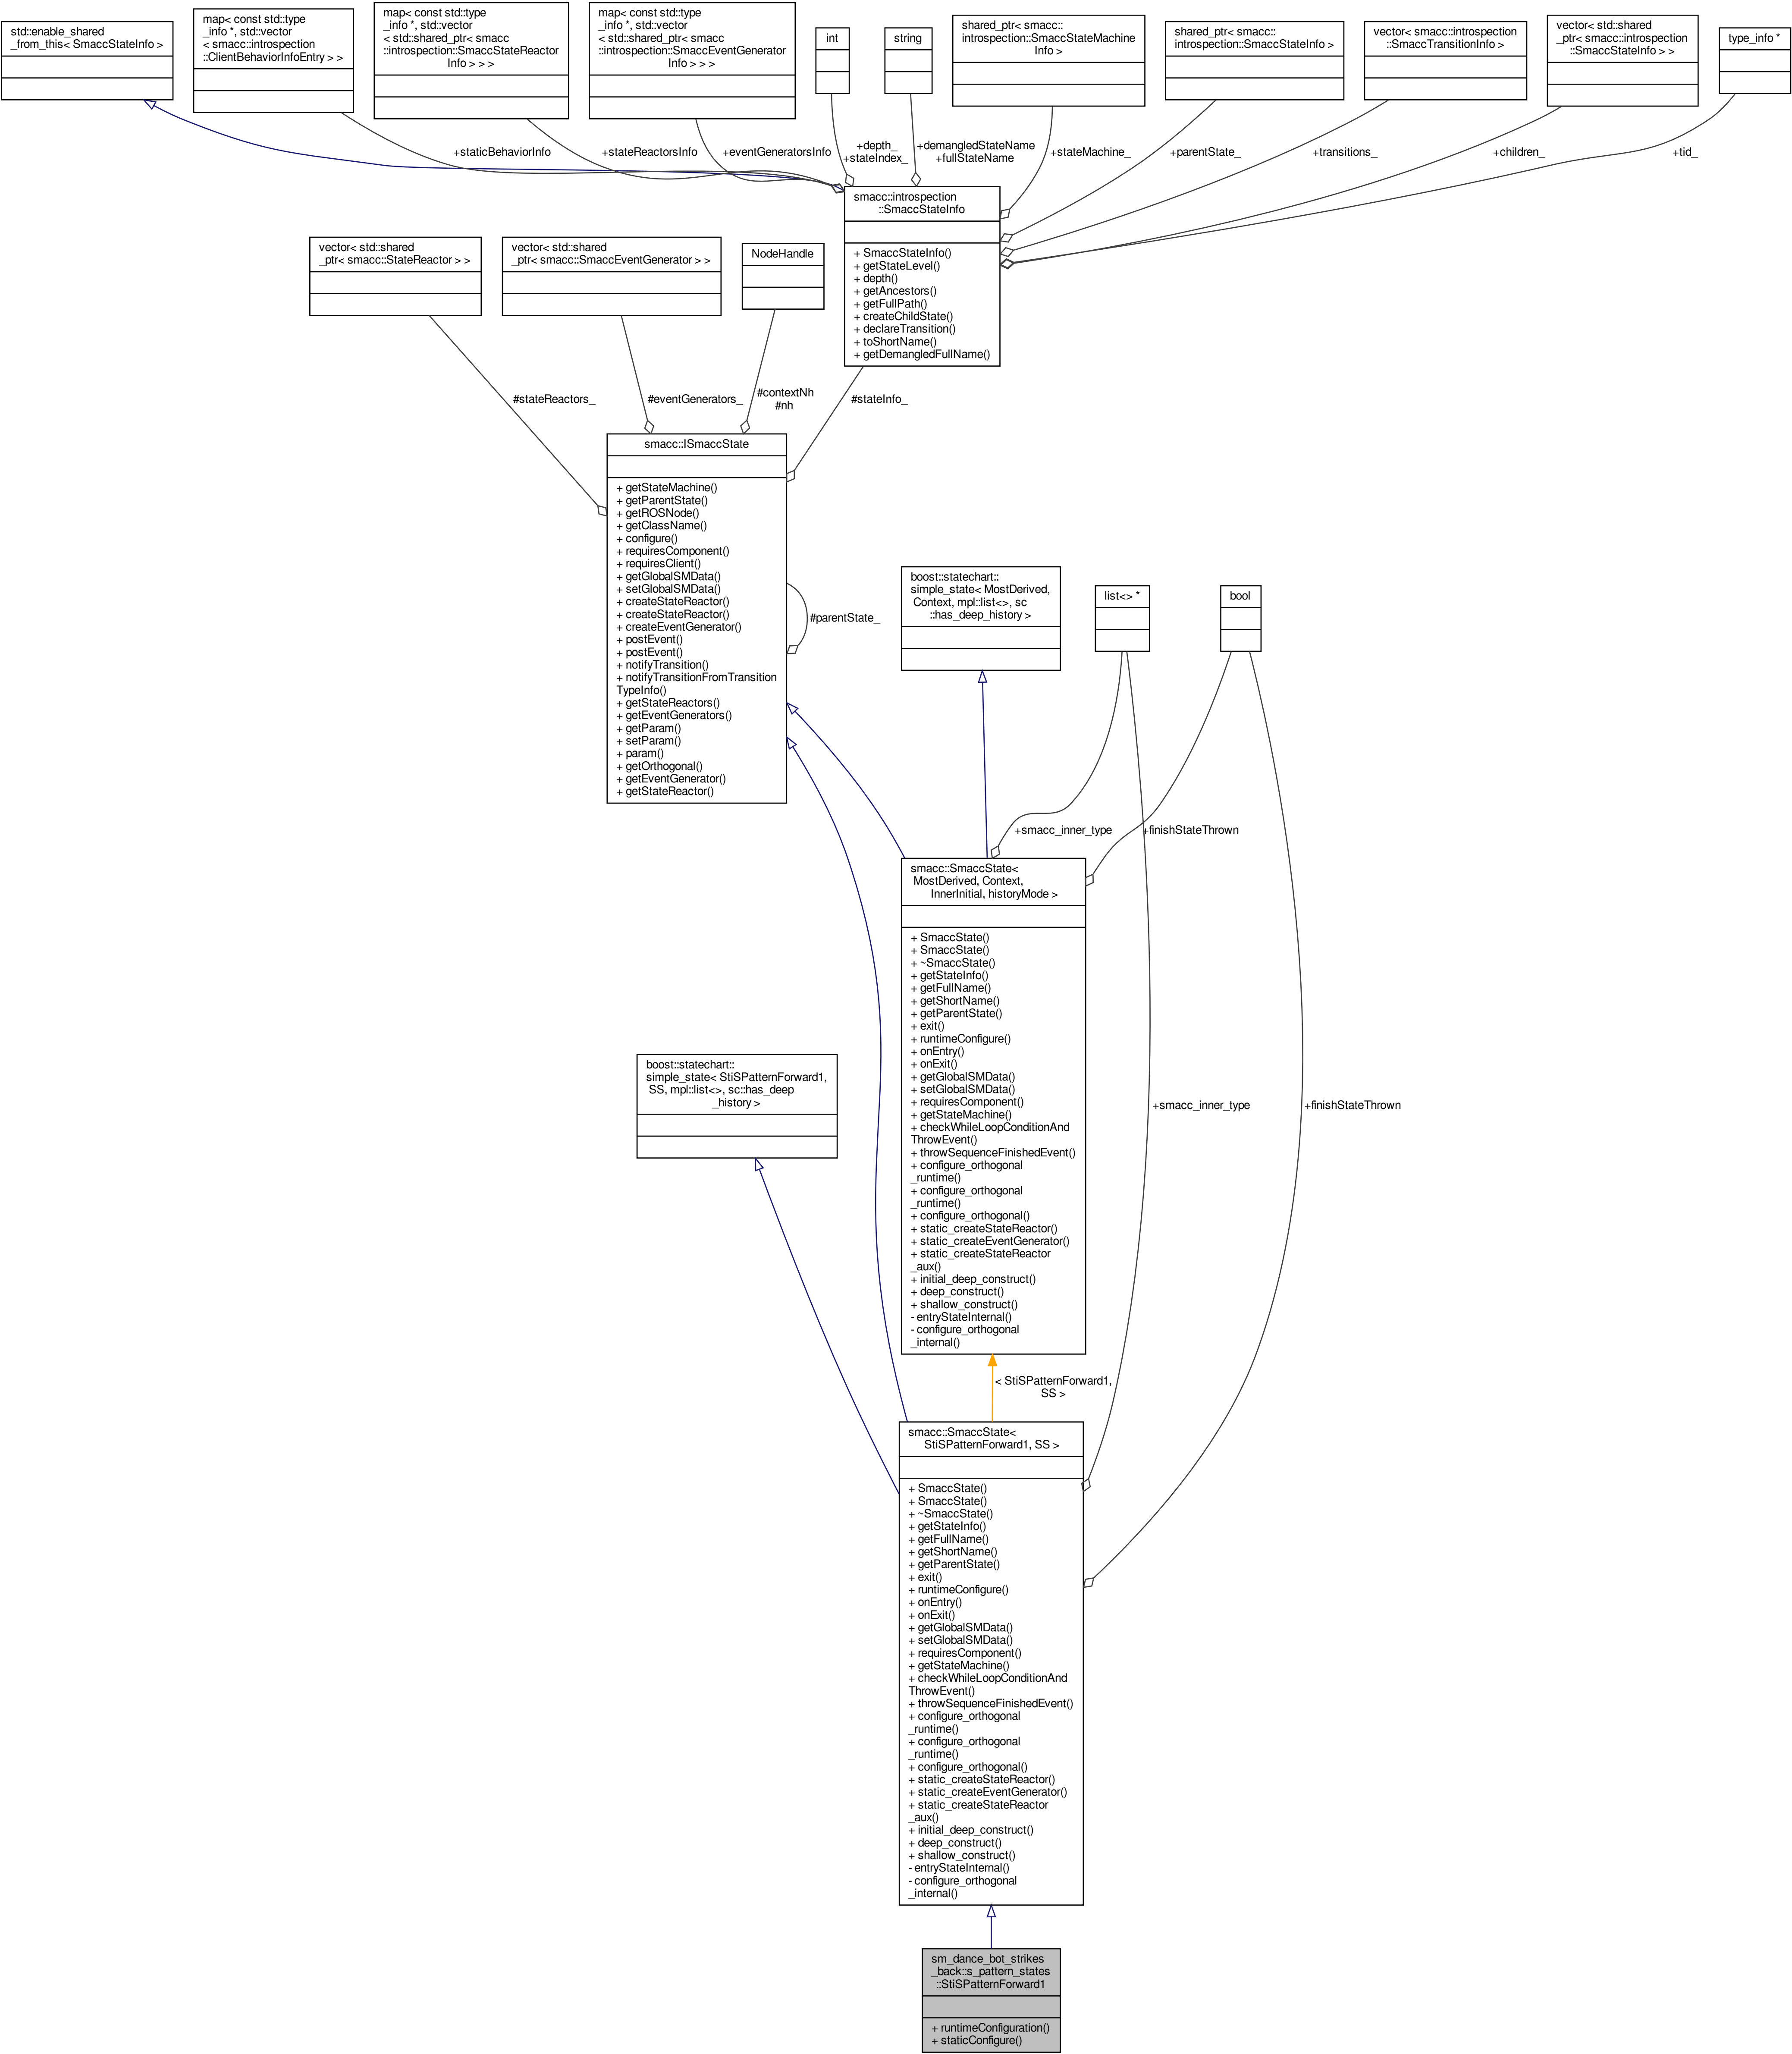 std::enable_shared
_from_this< SmaccStateInfo >
map< const std::type
_info *, std::vector
< smacc::introspection
::ClientBehaviorInfoEntry > >
map< const std::type
_info *, std::vector
< std::shared_ptr< smacc
::introspection::SmaccStateReactor
Info > > >
map< const std::type
_info *, std::vector
< std::shared_ptr< smacc
::introspection::SmaccEventGenerator
Info > > >
int
string
shared_ptr< smacc::
introspection::SmaccStateMachine
Info >
shared_ptr< smacc::
introspection::SmaccStateInfo >
vector< smacc::introspection
::SmaccTransitionInfo >
vector< std::shared
_ptr< smacc::introspection
::SmaccStateInfo > >
type_info *
+staticBehaviorInfo
+stateReactorsInfo
+eventGeneratorsInfo
+depth_
+stateIndex_
+demangledStateName
+fullStateName
+stateMachine_
+parentState_
+transitions_
+children_
+tid_
smacc::introspection
::SmaccStateInfo
+ SmaccStateInfo()
+ getStateLevel()
+ depth()
+ getAncestors()
+ getFullPath()
+ createChildState()
+ declareTransition()
+ toShortName()
+ getDemangledFullName()
vector< std::shared
_ptr< smacc::StateReactor > >
vector< std::shared
_ptr< smacc::SmaccEventGenerator > >
NodeHandle
#stateReactors_
#eventGenerators_
#contextNh
#nh
#stateInfo_
smacc::ISmaccState
+ getStateMachine()
+ getParentState()
+ getROSNode()
+ getClassName()
+ configure()
+ requiresComponent()
+ requiresClient()
+ getGlobalSMData()
+ setGlobalSMData()
+ createStateReactor()
+ createStateReactor()
+ createEventGenerator()
+ postEvent()
+ postEvent()
+ notifyTransition()
+ notifyTransitionFromTransition
TypeInfo()
+ getStateReactors()
+ getEventGenerators()
+ getParam()
+ setParam()
+ param()
+ getOrthogonal()
+ getEventGenerator()
+ getStateReactor()
#parentState_
boost::statechart::
simple_state< MostDerived,
Context, mpl::list<>, sc
::has_deep_history >
list<> *
bool
+smacc_inner_type
+finishStateThrown
smacc::SmaccState<
MostDerived, Context,
InnerInitial, historyMode >
+ SmaccState()
+ SmaccState()
+ ~SmaccState()
+ getStateInfo()
+ getFullName()
+ getShortName()
+ getParentState()
+ exit()
+ runtimeConfigure()
+ onEntry()
+ onExit()
+ getGlobalSMData()
+ setGlobalSMData()
+ requiresComponent()
+ getStateMachine()
+ checkWhileLoopConditionAnd
ThrowEvent()
+ throwSequenceFinishedEvent()
+ configure_orthogonal
_runtime()
+ configure_orthogonal
_runtime()
+ configure_orthogonal()
+ static_createStateReactor()
+ static_createEventGenerator()
+ static_createStateReactor
_aux()
+ initial_deep_construct()
+ deep_construct()
+ shallow_construct()
- entryStateInternal()
- configure_orthogonal
_internal()
boost::statechart::
simple_state< StiSPatternForward1,
SS, mpl::list<>, sc::has_deep
_history >
+smacc_inner_type
+finishStateThrown
< StiSPatternForward1,
SS >
smacc::SmaccState<
StiSPatternForward1, SS >
+ SmaccState()
+ SmaccState()
+ ~SmaccState()
+ getStateInfo()
+ getFullName()
+ getShortName()
+ getParentState()
+ exit()
+ runtimeConfigure()
+ onEntry()
+ onExit()
+ getGlobalSMData()
+ setGlobalSMData()
+ requiresComponent()
+ getStateMachine()
+ checkWhileLoopConditionAnd
ThrowEvent()
+ throwSequenceFinishedEvent()
+ configure_orthogonal
_runtime()
+ configure_orthogonal
_runtime()
+ configure_orthogonal()
+ static_createStateReactor()
+ static_createEventGenerator()
+ static_createStateReactor
_aux()
+ initial_deep_construct()
+ deep_construct()
+ shallow_construct()
- entryStateInternal()
- configure_orthogonal
_internal()
sm_dance_bot_strikes
_back::s_pattern_states
::StiSPatternForward1
+ runtimeConfiguration()
+ staticConfigure()